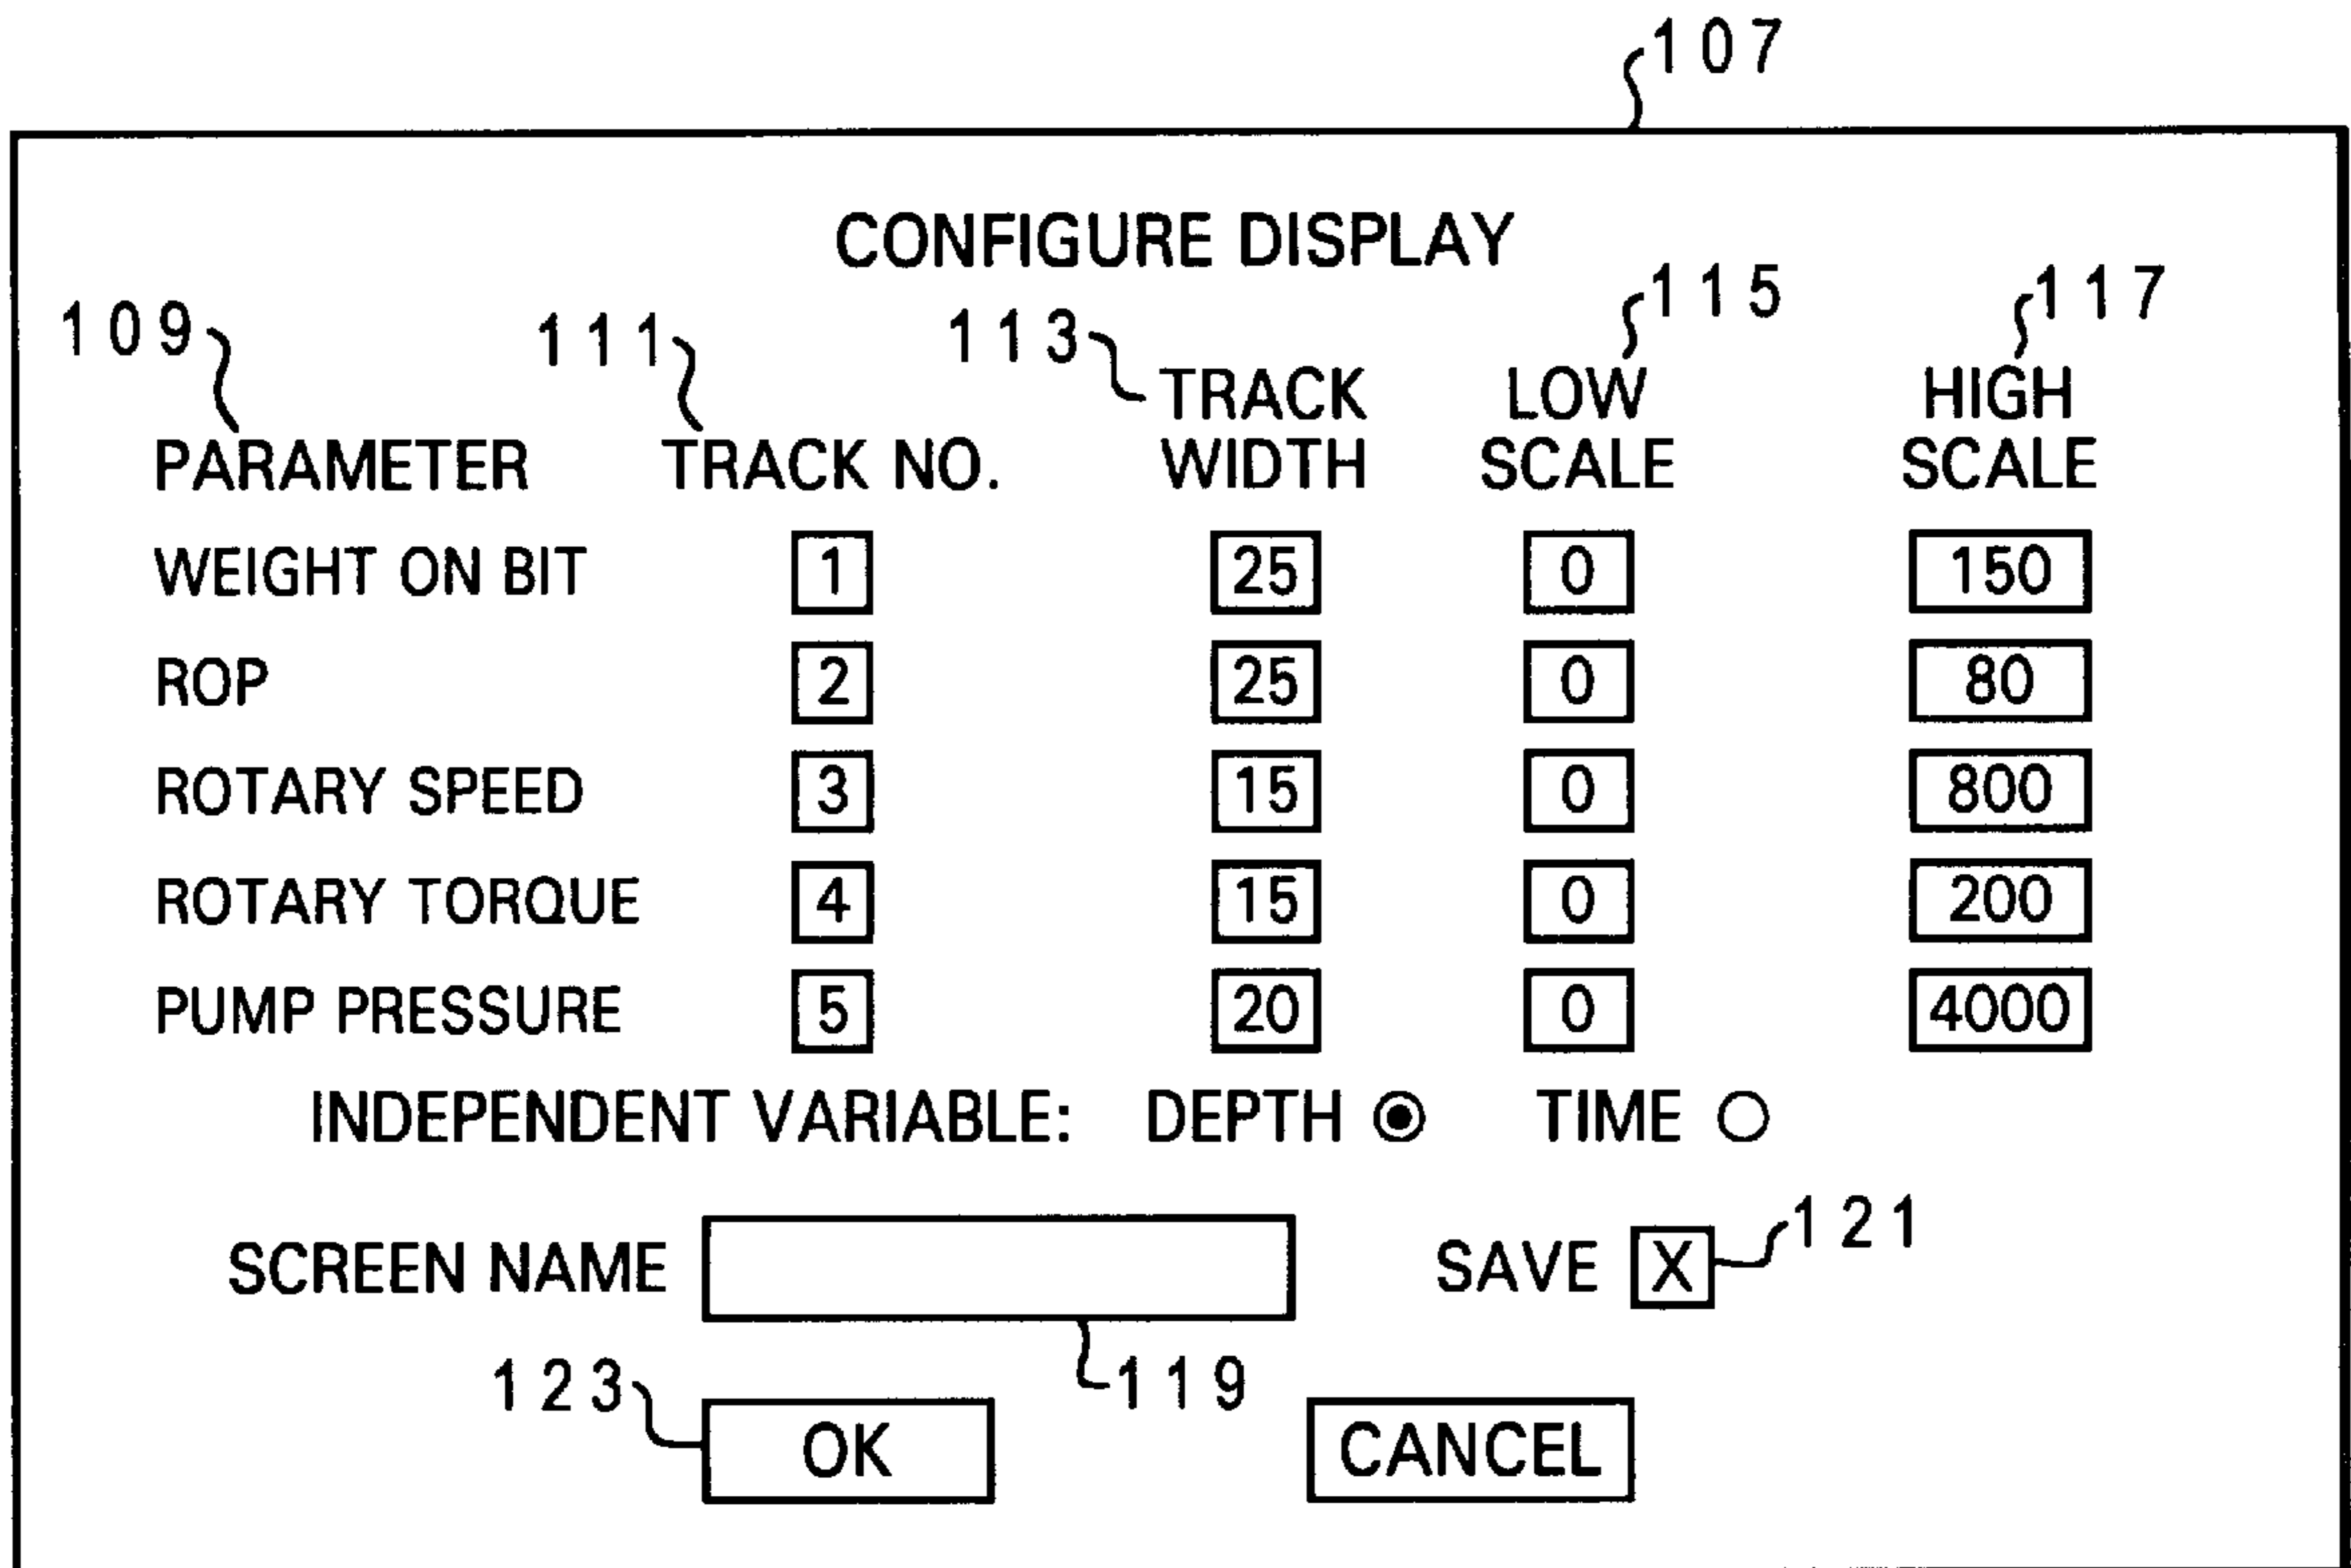 107
CONFIGURE DISPLAY
109 111 113 115 117
TRACK LOW HIGH
PARAMETER TRACK NO. WIDTH SCALE SCALE
WEIGHT ON BIT 1 25 0 150
ROP 2 25 0 80
ROTARY SPEED 3 15 0 800
ROTARY TORQUE 4 15 0 200
PUMP PRESSURE 5 20 0 4000
INDEPENDENT VARIABLE: DEPTH TIME
SCREEN NAME SAVE X 121
123 119
OK CANCEL